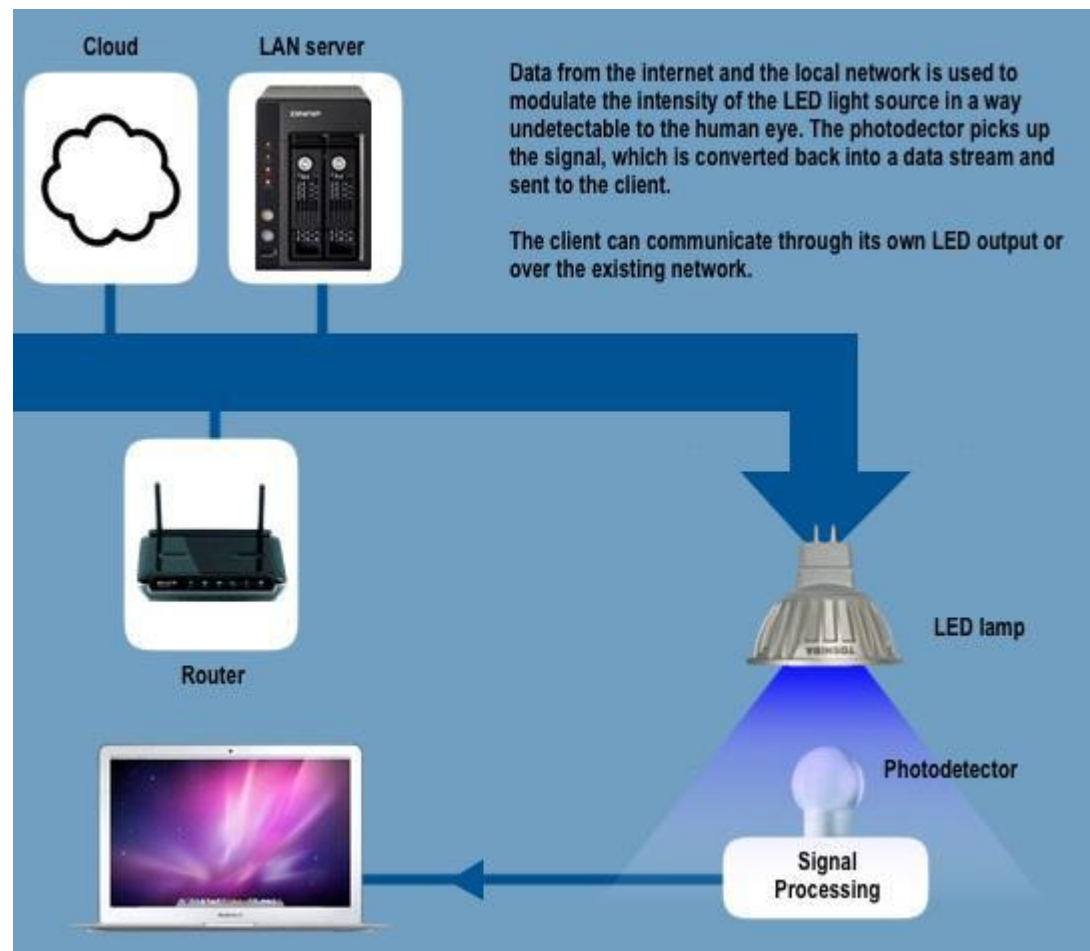 Cloud
LAN server
Data from the internet and the local network is used to
modulate the intensity of the LED light source in a way
undetectable to the human eye. The photodector picks up
the signal, which is converted back into a data stream and
sent to the client.
The client can communicate through its own LED output or
over the existing network.
Router
TOSHIBA
LED lamp
Photodetector
Signal
Processing